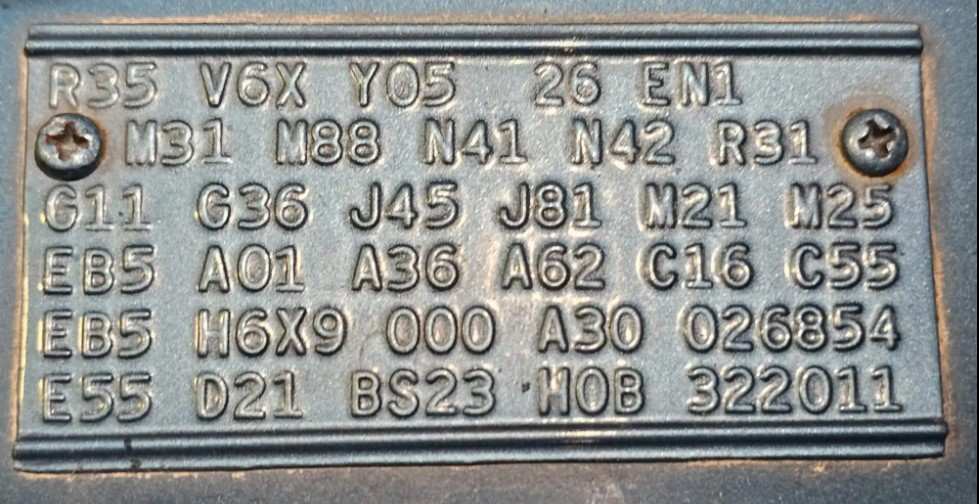 R35 V6X Y05 26 EN1
M31 M88 N41 N42 R31
G11 G36 J45 J81 M21 M25
EB5 A01 A36 A62 C16 C55
EB5 H6X9 000 A30 026854
E55 D21 BS23 H0B 322011